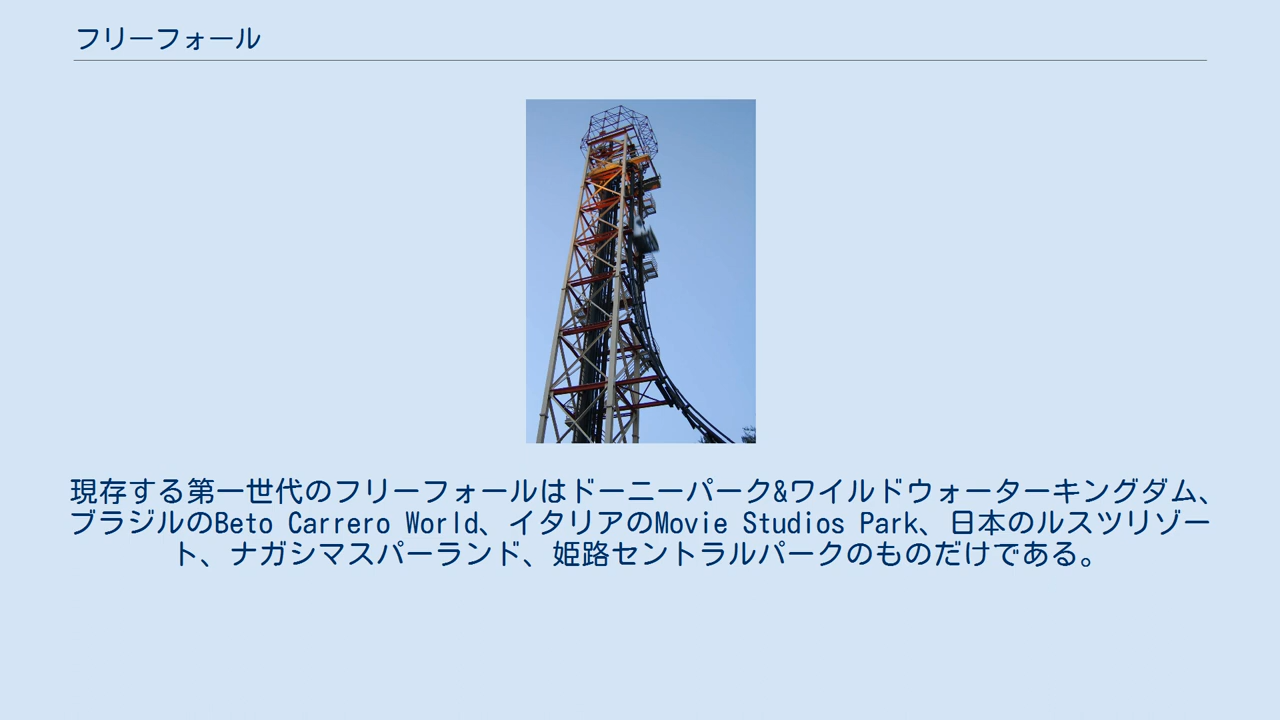 フリーフォール
現存する第一世代のフリーフォールはドーニーパーク&ワイルドウォーターキングダム、
ブラジルのBeto Carrero World、イタリアのMovie Studios Park、日本のルスツリゾー
ト、ナガシマスパーランド、姫路セントラルパークのものだけである。